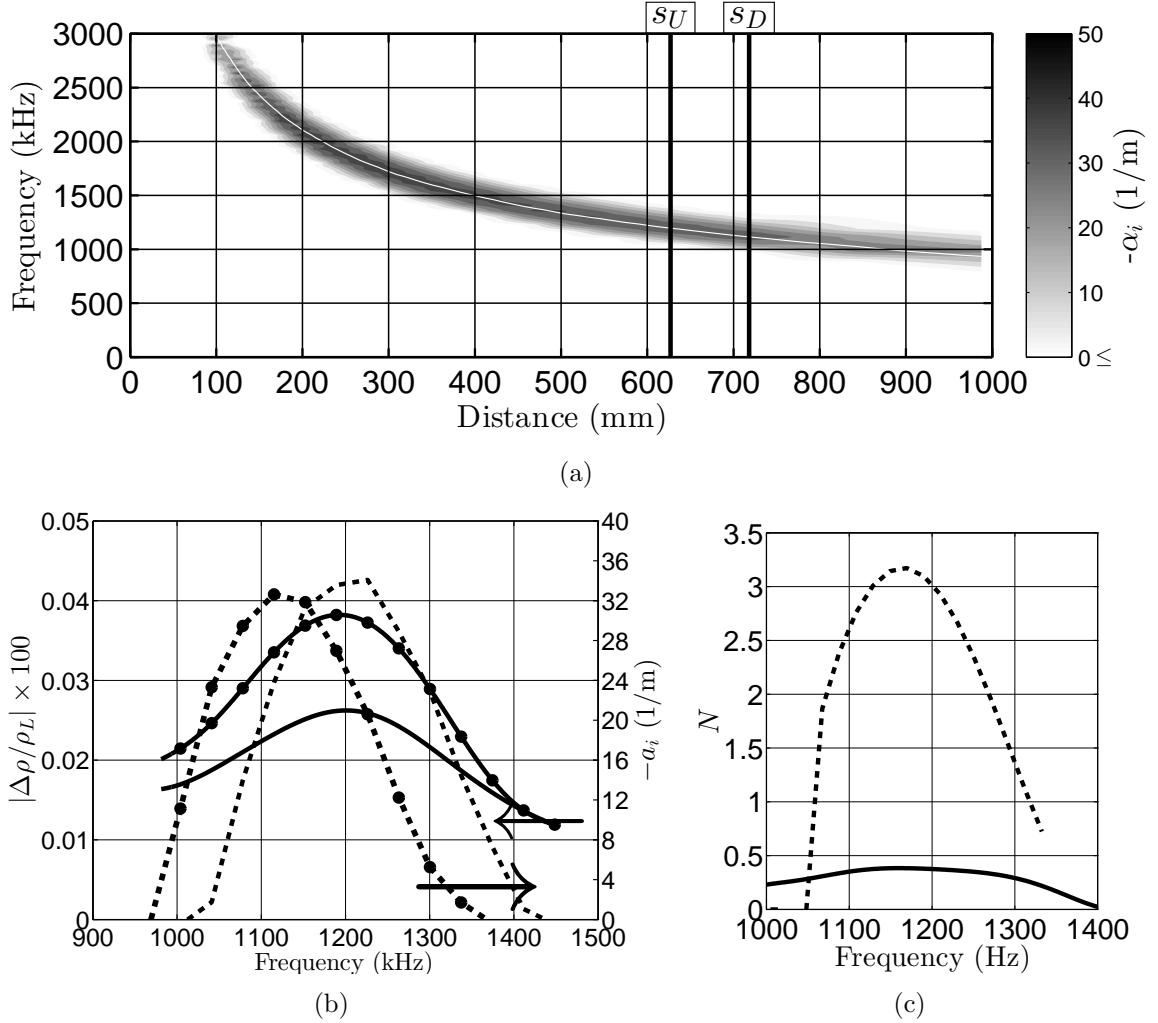 s_U s_D
3000
2500
2000
1500
1000
500
0
Frequency (kHz)
0 100 200 300 400 500 600 700 800 900 1000
Distance (mm)
50
40
30
20
10
0 ≤
-α_i (1/m)
(a)
0.05
0.04
0.03
0.02
0.01
0
|Δρ/ρ_L| × 100
40
36
32
28
24
20
16
12
8
4
0
−a_i (1/m)
900 1000 1100 1200 1300 1400 1500
Frequency (kHz)
(b)
3.5
3
2.5
2
1.5
1
0.5
0
N
1000 1100 1200 1300 1400
Frequency (Hz)
(c)